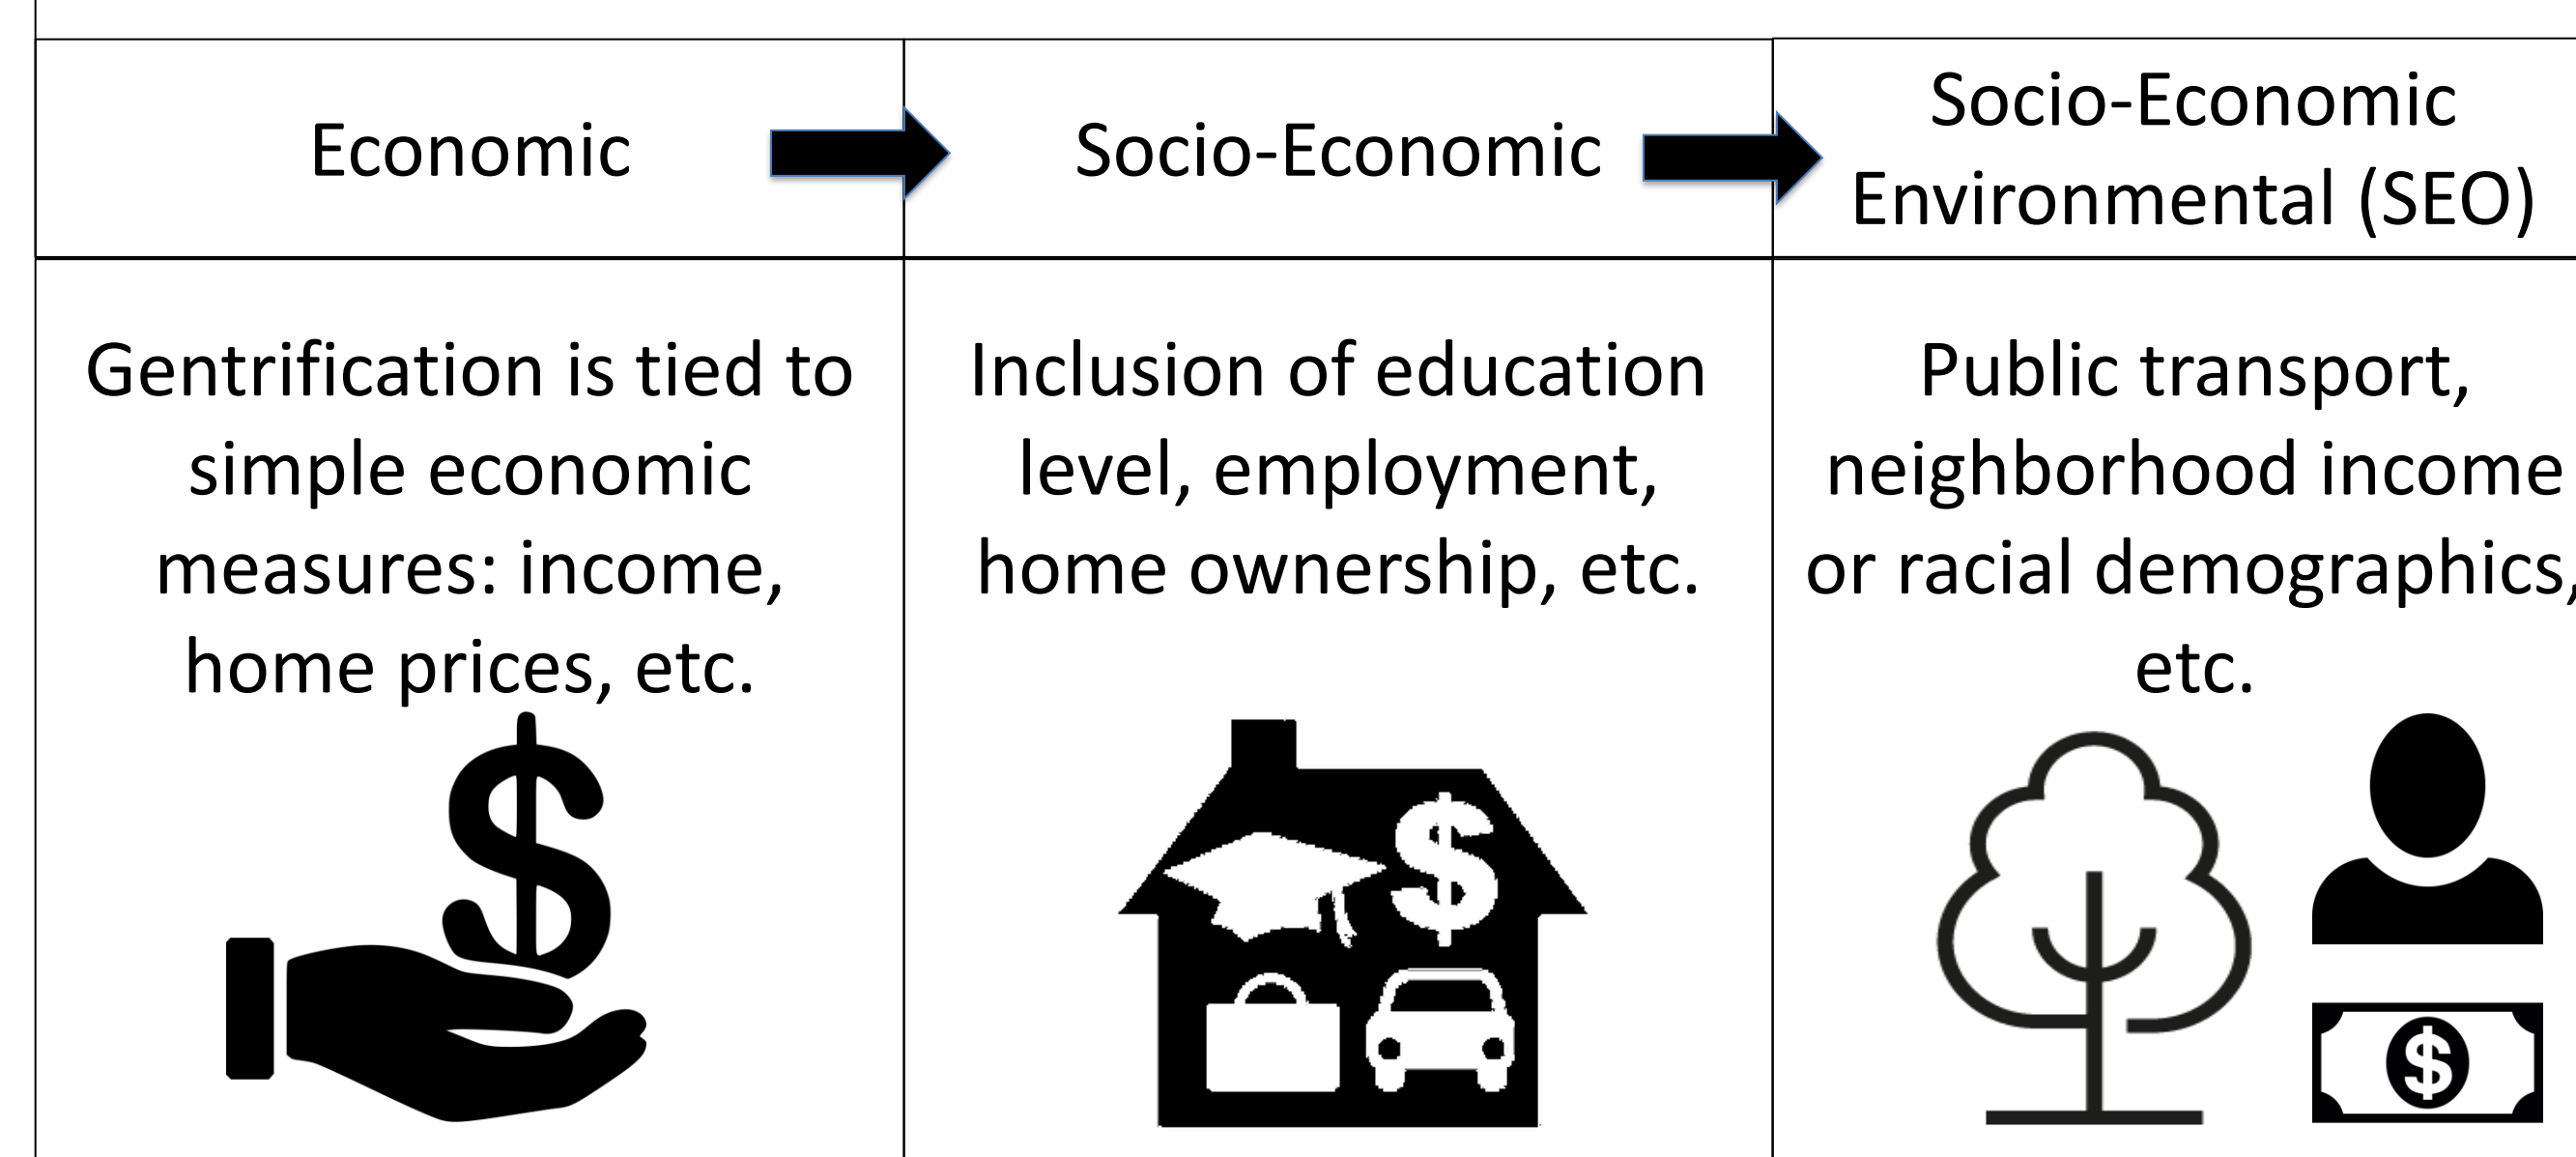 Economic
Socio-Economic
Socio-Economic
Environmental (SEO)
Gentrification is tied to
simple economic
measures: income,
home prices, etc.
Inclusion of education
level, employment,
home ownership, etc.
Public transport,
neighborhood income
or racial demographics,
etc.
$
$
$